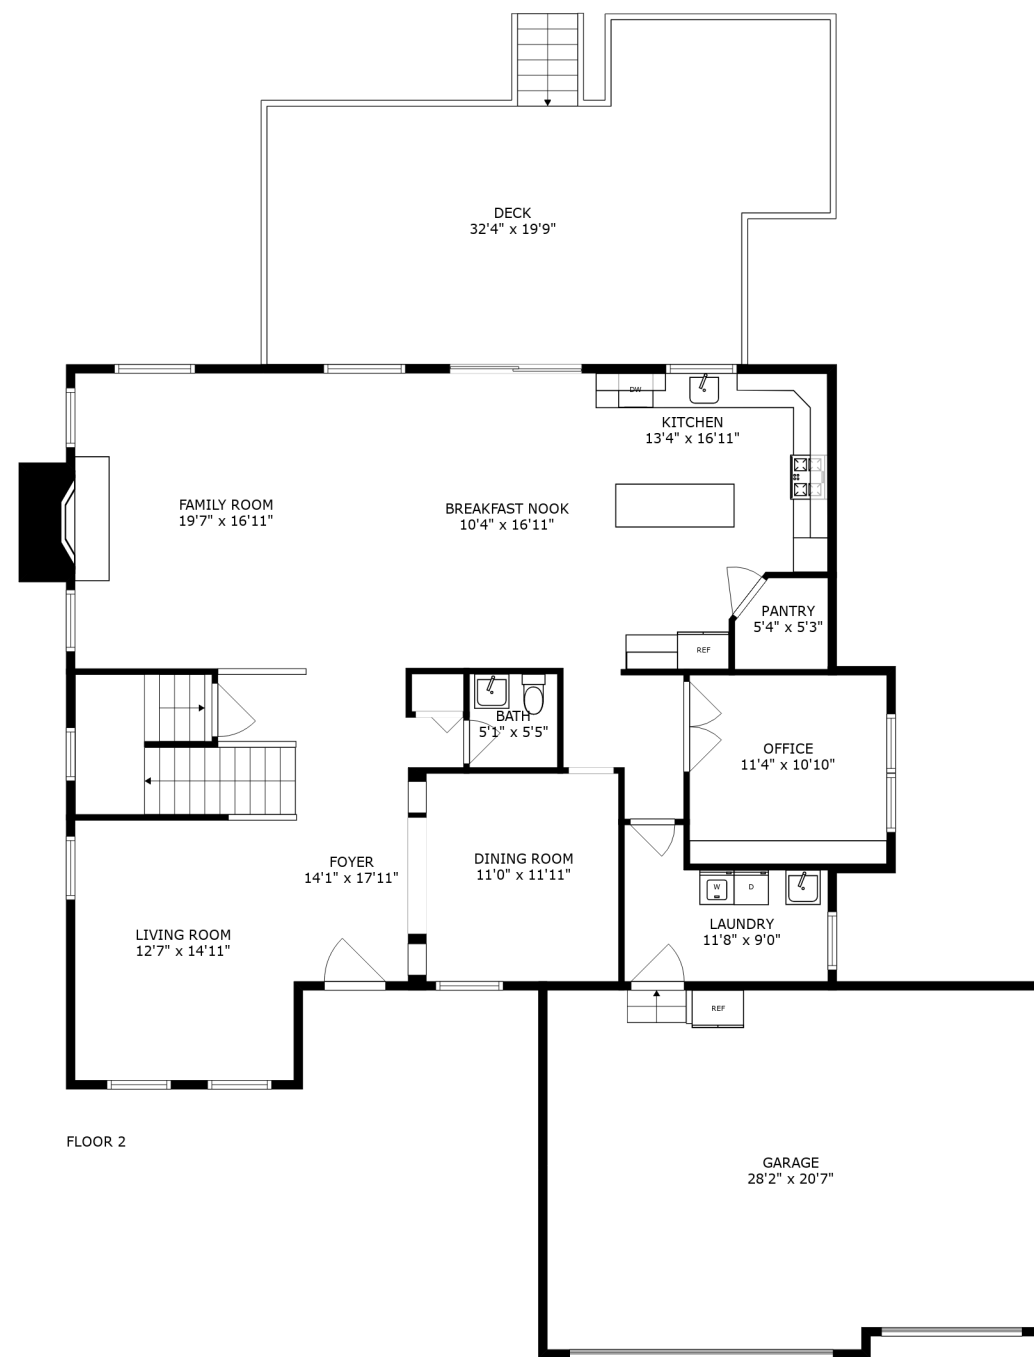 DECK
32'4" x 19'9"
DW
KITCHEN
13'4" x 16'11"
FAMILY ROOM
19'7" x 16'11"
BREAKFAST NOOK
10'4" x 16'11"
PANTRY
5'4" x 5'3"
REF
BATH
5'1" x 5'5"
OFFICE
11'4" x 10'10"
FOYER
14'1" x 17'11"
DINING ROOM
11'0" x 11'11"
W
D
LIVING ROOM
12'7" x 14'11"
LAUNDRY
11'8" x 9'0"
REF
FLOOR 2
GARAGE
28'2" x 20'7"